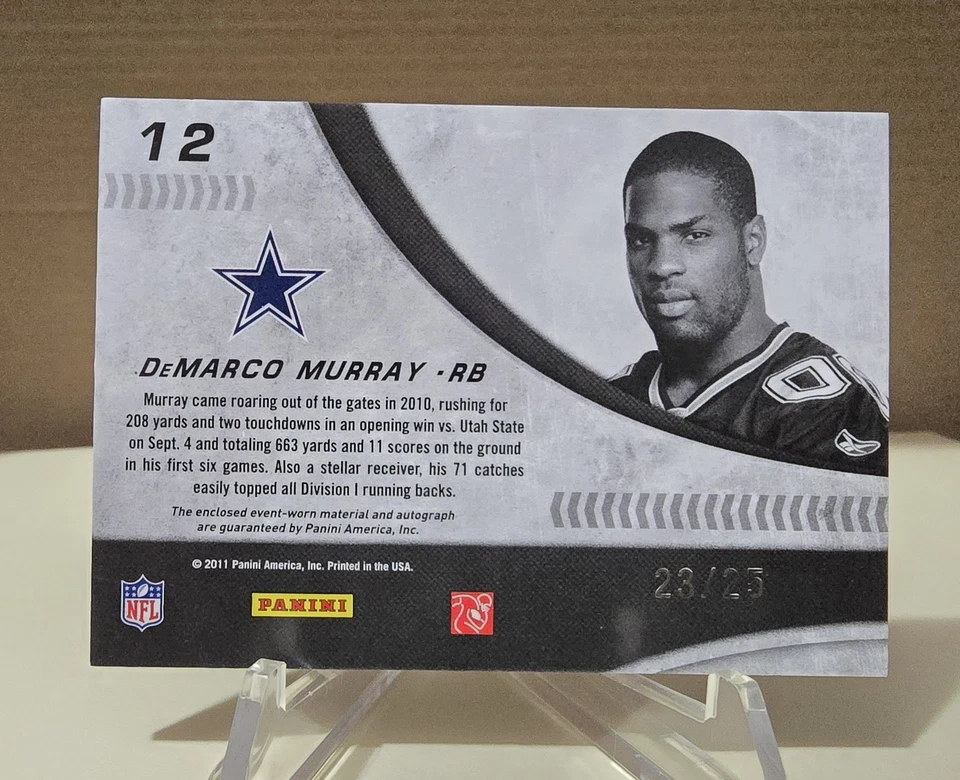 12
DeMARCO MURRAY · RB
Murray came roaring out of the gates in 2010, rushing for
208 yards and two touchdowns in an opening win vs. Utah State
on Sept. 4 and totaling 663 yards and 11 scores on the ground
in his first six games. Also a stellar receiver, his 71 catches
easily topped all Division I running backs.
The enclosed event-worn material and autograph
are guaranteed by Panini America, Inc.
© 2011 Panini America, Inc. Printed in the USA.
23/25
NFL
PANINI